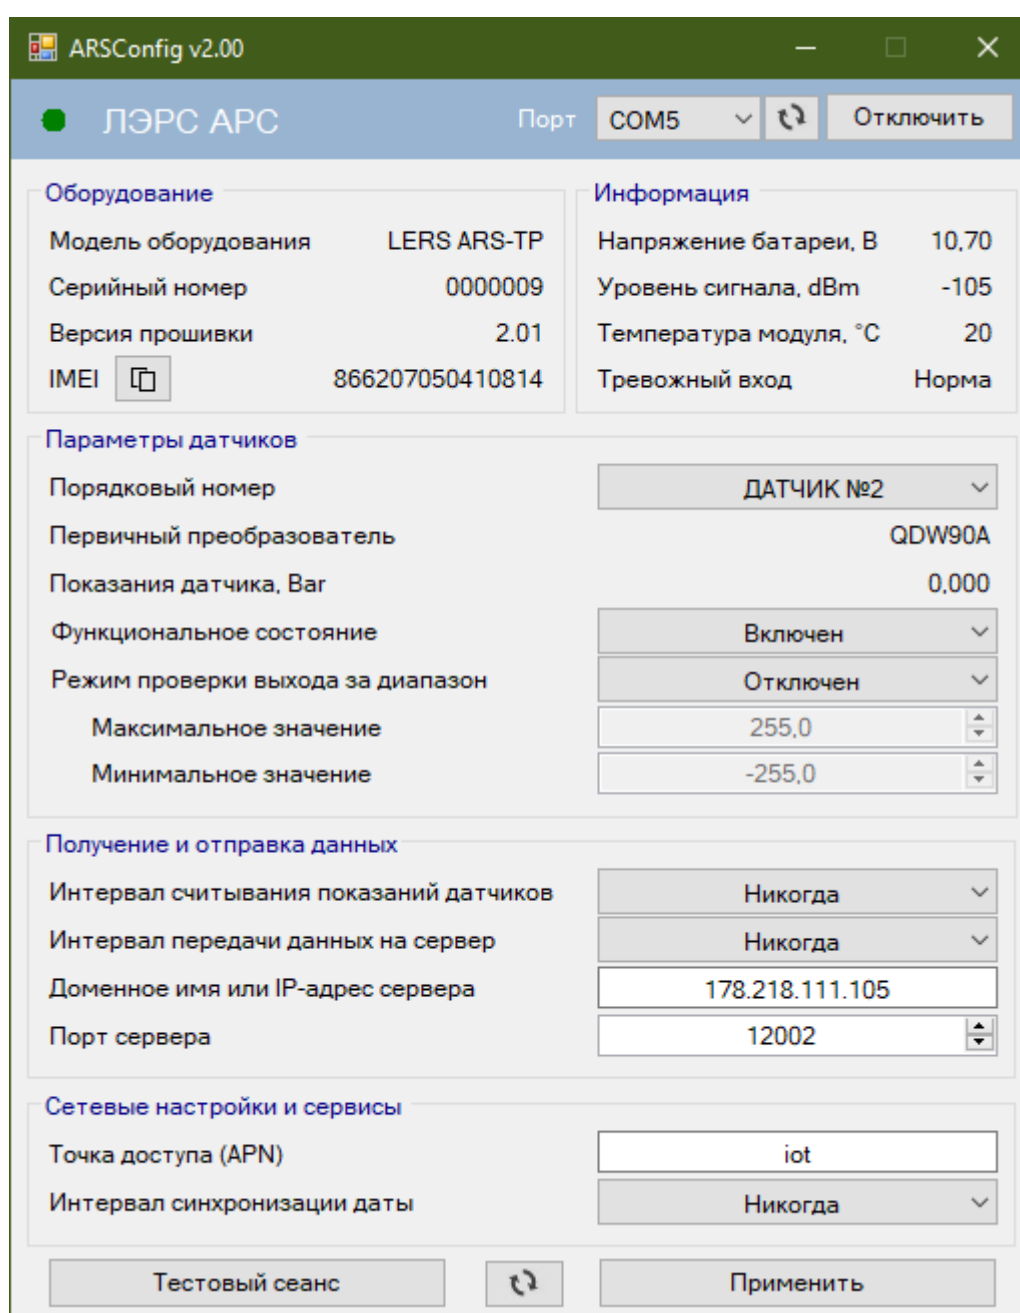 ARSConfig v2.00
ЛЭРС АРС Порт COM5 Отключить
Оборудование
Модель оборудования LERS ARS-TP
Серийный номер 0000009
Версия прошивки 2.01
IMEI 866207050410814
Информация
Напряжение батареи, В 10,70
Уровень сигнала, dBm -105
Температура модуля, °C 20
Тревожный вход Норма
Параметры датчиков
Порядковый номер ДАТЧИК №2
Первичный преобразователь QDW90A
Показания датчика, Bar 0,000
Функциональное состояние Включен
Режим проверки выхода за диапазон Отключен
Максимальное значение 255,0
Минимальное значение -255,0
Получение и отправка данных
Интервал считывания показаний датчиков Никогда
Интервал передачи данных на сервер Никогда
Доменное имя или IP-адрес сервера 178.218.111.105
Порт сервера 12002
Сетевые настройки и сервисы
Точка доступа (APN) iot
Интервал синхронизации даты Никогда
Тестовый сеанс Применить